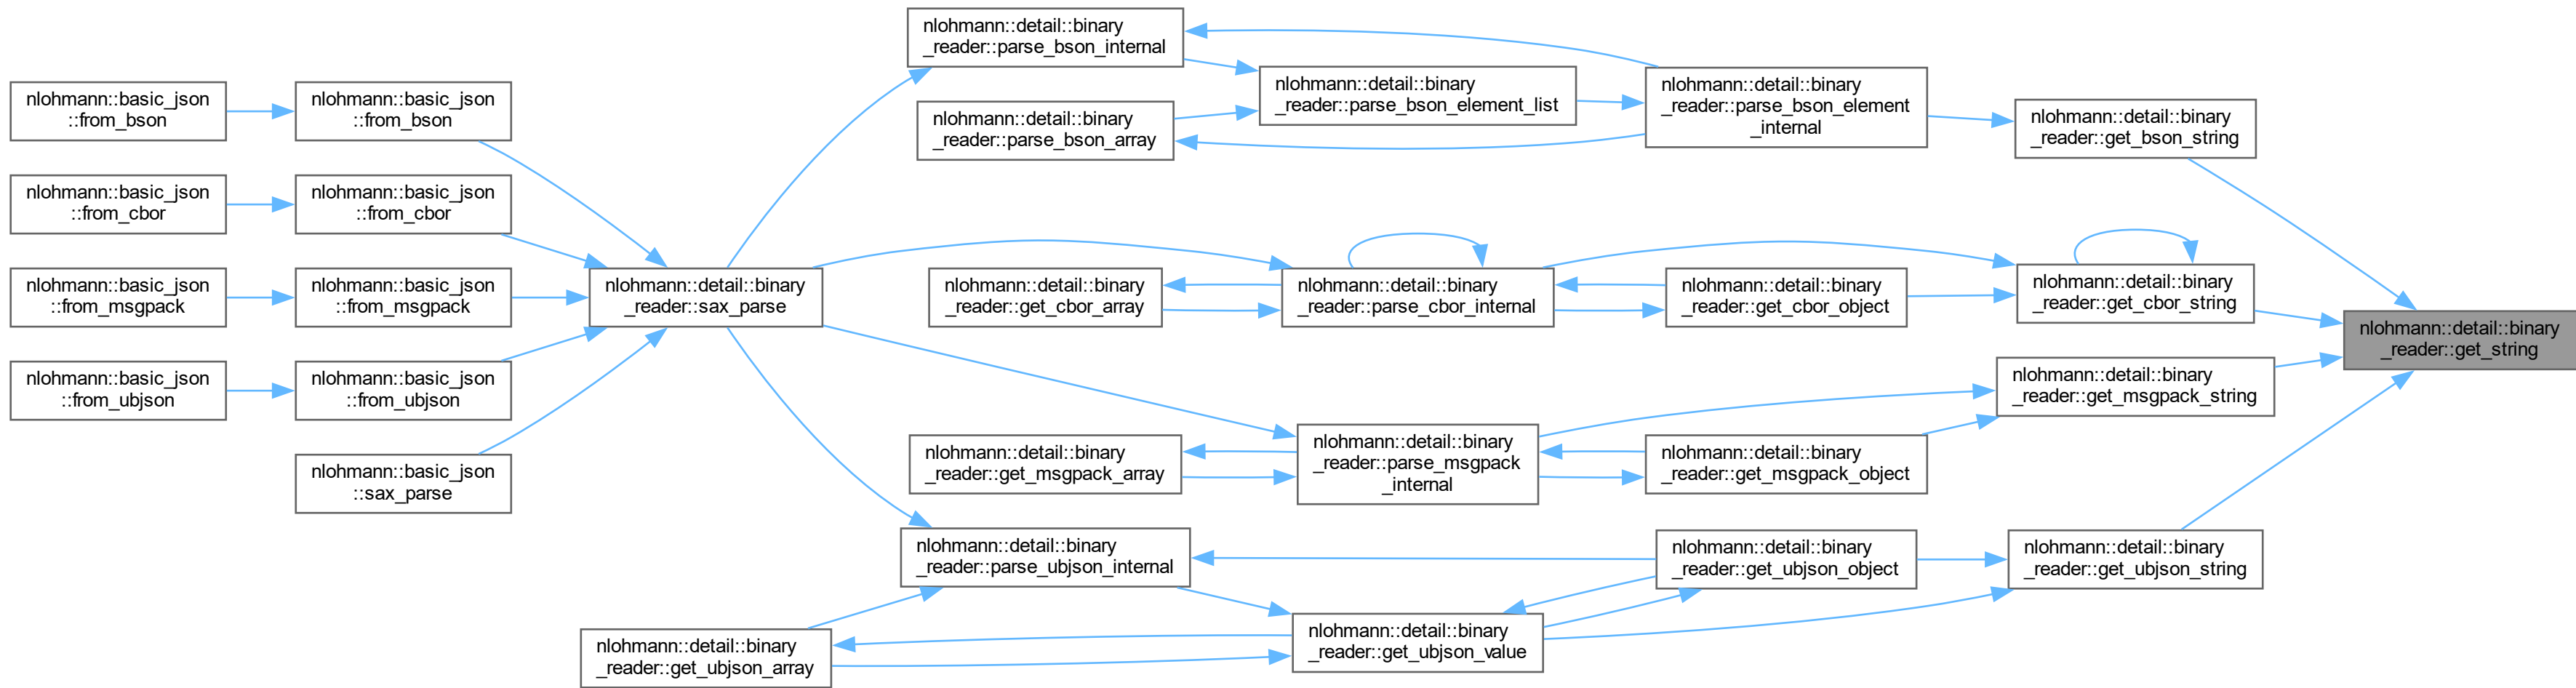 nlohmann::detail::binary
_reader::parse_bson_internal
nlohmann::detail::binary
_reader::parse_bson_element_list
nlohmann::detail::binary
_reader::parse_bson_element
_internal
nlohmann::basic_json
::from_bson
nlohmann::basic_json
::from_bson
nlohmann::detail::binary
_reader::parse_bson_array
nlohmann::detail::binary
_reader::get_bson_string
nlohmann::basic_json
::from_cbor
nlohmann::basic_json
::from_cbor
nlohmann::basic_json
::from_msgpack
nlohmann::basic_json
::from_msgpack
nlohmann::detail::binary
_reader::sax_parse
nlohmann::detail::binary
_reader::get_cbor_array
nlohmann::detail::binary
_reader::parse_cbor_internal
nlohmann::detail::binary
_reader::get_cbor_object
nlohmann::detail::binary
_reader::get_cbor_string
nlohmann::detail::binary
_reader::get_string
nlohmann::basic_json
::from_ubjson
nlohmann::basic_json
::from_ubjson
nlohmann::detail::binary
_reader::get_msgpack_string
nlohmann::basic_json
::sax_parse
nlohmann::detail::binary
_reader::get_msgpack_array
nlohmann::detail::binary
_reader::parse_msgpack
_internal
nlohmann::detail::binary
_reader::get_msgpack_object
nlohmann::detail::binary
_reader::parse_ubjson_internal
nlohmann::detail::binary
_reader::get_ubjson_object
nlohmann::detail::binary
_reader::get_ubjson_string
nlohmann::detail::binary
_reader::get_ubjson_array
nlohmann::detail::binary
_reader::get_ubjson_value